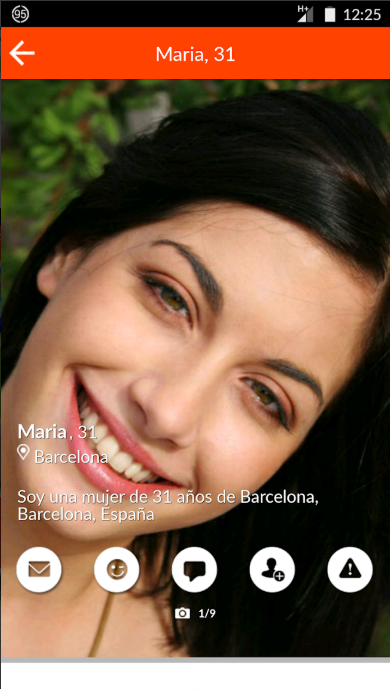 95
H+
12:25
Maria, 31
Maria, 31
Barcelona
Soy una mujer de 31 años de Barcelona,
Barcelona, España
1/9